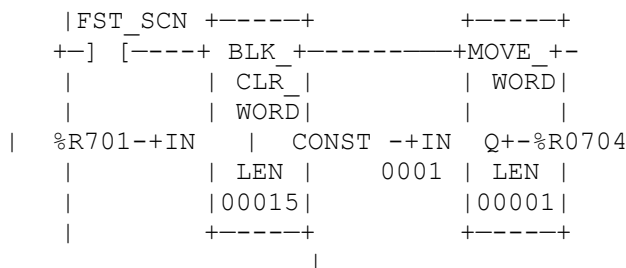 |FST_SCN +—----—+ +—----—+
+—] [—----+ BLK_+—-----———+MOVE_+-
| | CLR_| | WORD|
| | WORD| | |
| %R701-+IN | CONST -+IN Q+-%R0704
| | LEN | 0001 | LEN |
| |00015| |00001|
| +—----—+ +—----—+
|